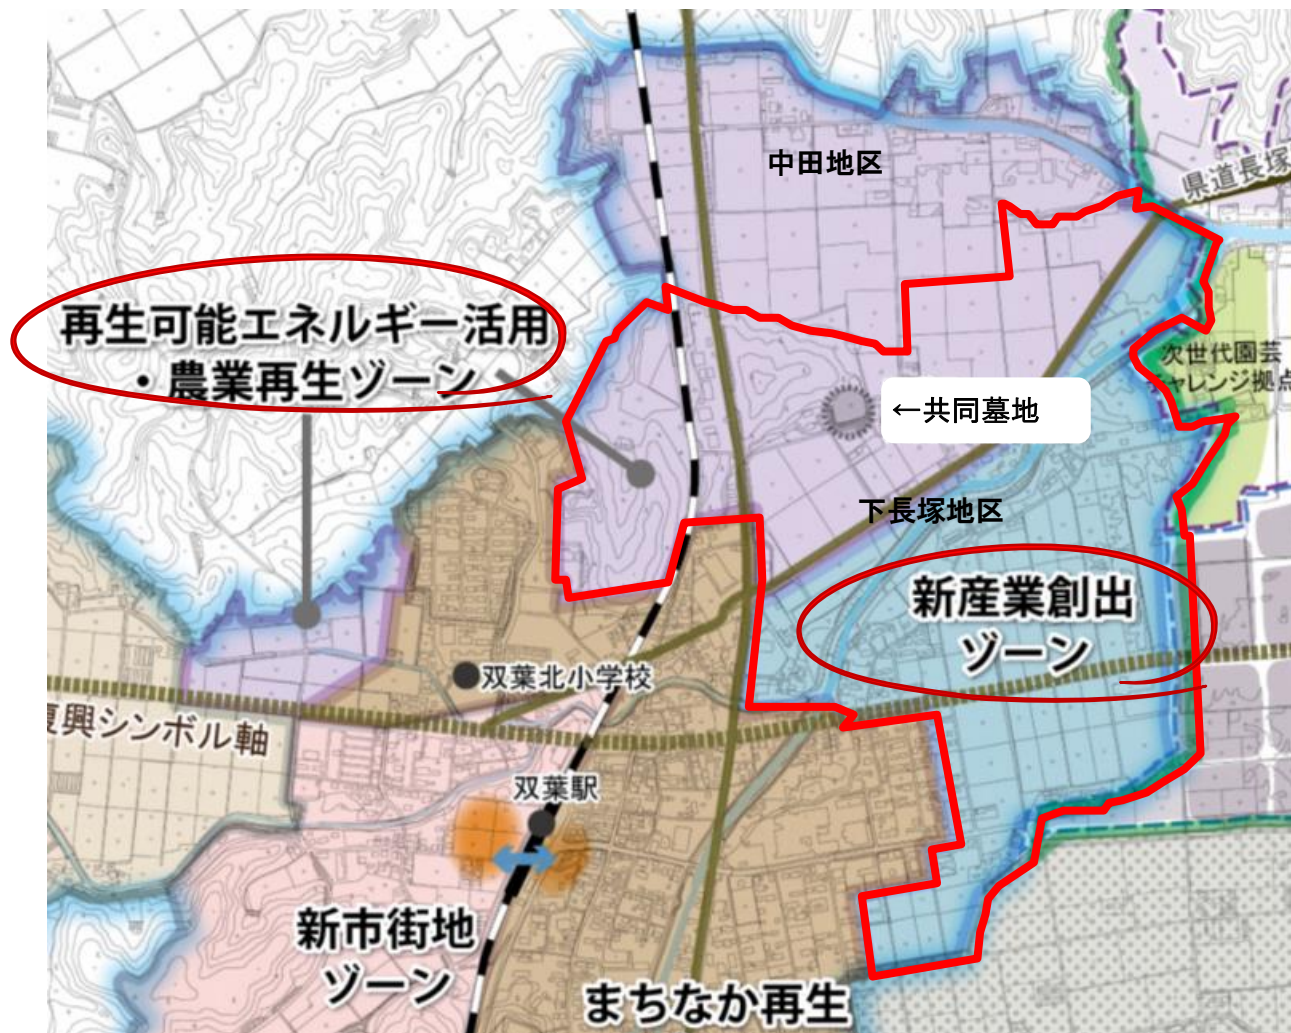 中田地区
県道長塚
再生可能エネルギー活用
・農業再生ゾーン
次世代園芸
チャレンジ拠点
←共同墓地
下長塚地区
新産業創出
ゾーン
双葉北小学校
復興シンボル軸
双葉駅
新市街地
ゾーン
まちなか再生